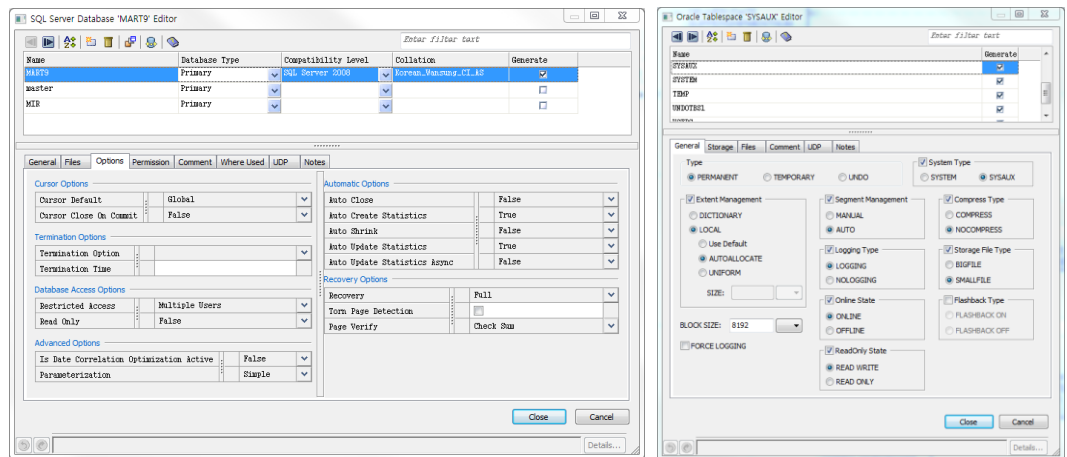 SQL Server Database 'MART9' Editor
Enter filter text
Name Database Type Compatibility Level Collation Generate
MART9 Primary SQL Server 2008 Korean_Wansung_CI_AS
master Primary
MIR Primary
General Files Options Permission Comment Where Used UDP Notes
Cursor Options
Cursor Default Global
Cursor Close On Commit False
Termination Options
Termination Option
Termination Time
Database Access Options
Restricted Access Multiple Users
Read Only False
Advanced Options
Is Date Correlation Optimization Active False
Parameterization Simple
Automatic Options
Auto Close False
Auto Create Statistics True
Auto Shrink False
Auto Update Statistics True
Auto Update Statistics Async False
Recovery Options
Recovery Full
Torn Page Detection
Page Verify Check Sum
Close Cancel
Details...
Oracle Tablespace 'SYSAUX' Editor
Enter filter text
Name Generate
SYSAUX
SYSTEM
TEMP
UNDOTBS1
General Storage Files Comment UDP Notes
Type
PERMANENT TEMPORARY UNDO
System Type
SYSTEM SYSAUX
Extent Management
DICTIONARY
LOCAL
Use Default
AUTOALLOCATE
UNIFORM
SIZE:
BLOCK SIZE: 8192
FORCE LOGGING
Segment Management
MANUAL
AUTO
Logging Type
LOGGING
NOLOGGING
Online State
ONLINE
OFFLINE
ReadOnly State
READ WRITE
READ ONLY
Compress Type
COMPRESS
NOCOMPRESS
Storage File Type
BIGFILE
SMALLFILE
Flashback Type
FLASHBACK ON
FLASHBACK OFF
Close Cancel
Details...